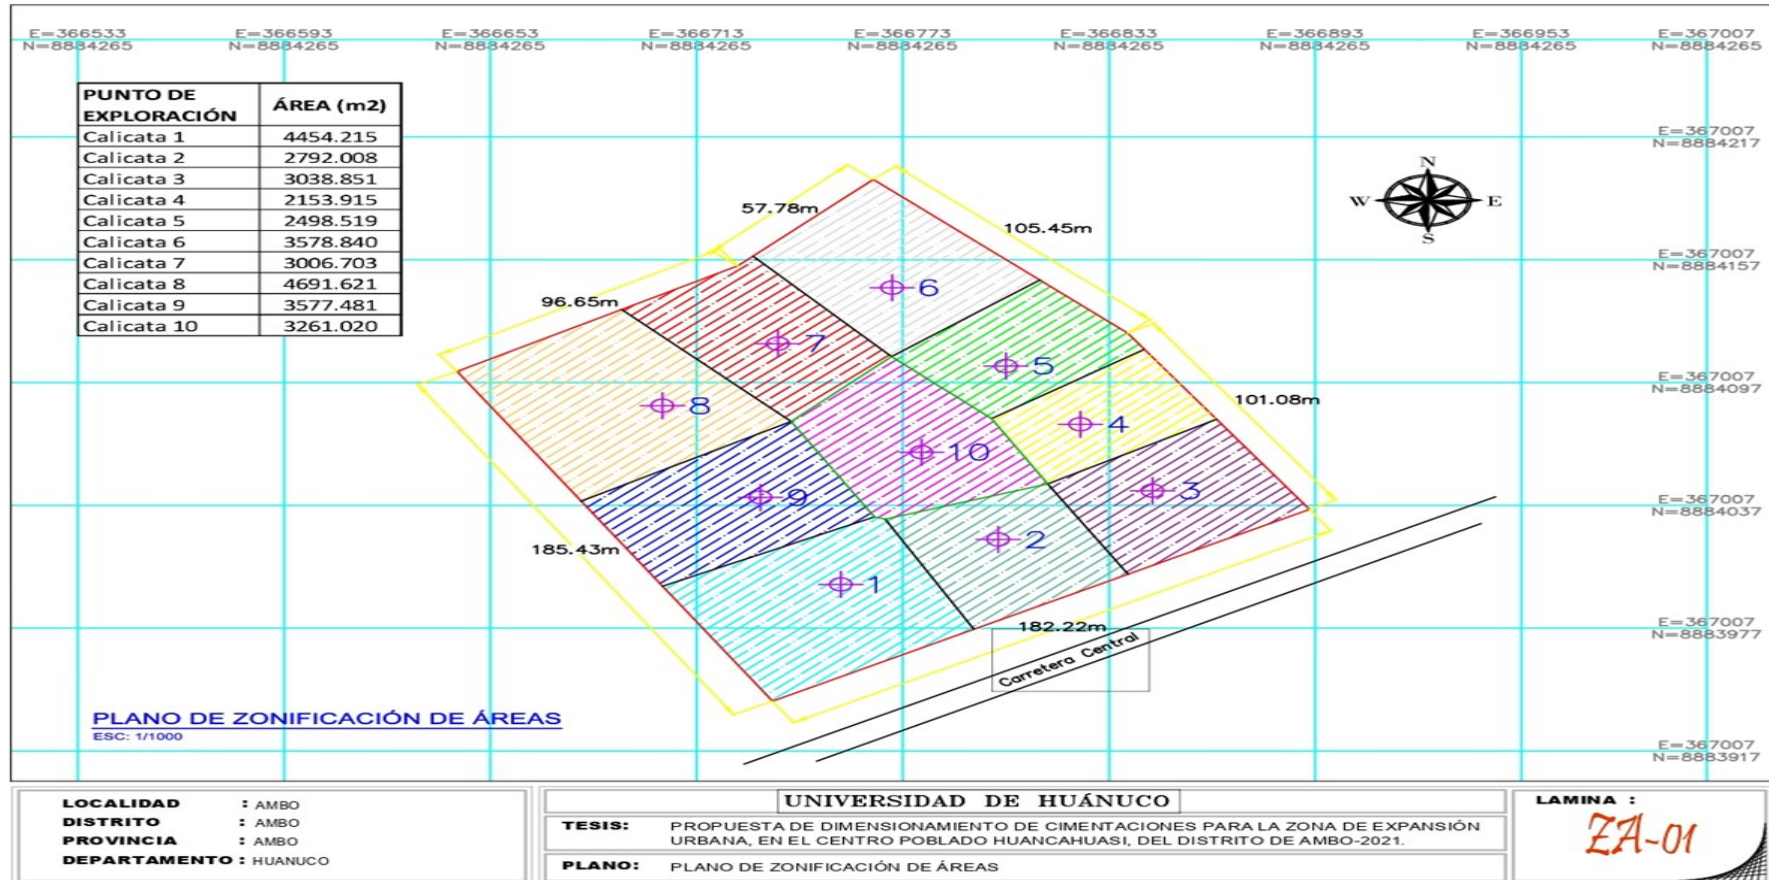 E=366533 E=366593 E=366653 E=366713 E=366773 E=366833 E=366893 E=366953 E=367007
N=8884265 N=8884265 N=8884265 N=8884265 N=8884265 N=8884265 N=8884265 N=8884265 N=8884265
PUNTO DE EXPLORACIÓN ÁREA (m2)
Calicata 1 4454.215
Calicata 2 2792.008
Calicata 3 3038.851
Calicata 4 2153.915
Calicata 5 2498.519
Calicata 6 3578.840
Calicata 7 3006.703
Calicata 8 4691.621
Calicata 9 3577.481
Calicata 10 3261.020
E=367007
N=8884217
N
W E
S
E=367007
N=8884157
E=367007
N=8884097
E=367007
N=8884037
E=367007
N=8883977
E=367007
N=8883917
57.78m
105.45m
96.65m
101.08m
185.43m
182.22m
6
7
5
8
4
10
9
3
2
1
Carretera Central
PLANO DE ZONIFICACIÓN DE ÁREAS
ESC: 1/1000
LOCALIDAD : AMBO
DISTRITO : AMBO
PROVINCIA : AMBO
DEPARTAMENTO : HUANUCO
UNIVERSIDAD DE HUÁNUCO
TESIS: PROPUESTA DE DIMENSIONAMIENTO DE CIMENTACIONES PARA LA ZONA DE EXPANSIÓN
URBANA, EN EL CENTRO POBLADO HUANCAHUASI, DEL DISTRITO DE AMBO-2021.
PLANO: PLANO DE ZONIFICACIÓN DE ÁREAS
LAMINA :
ZA-01